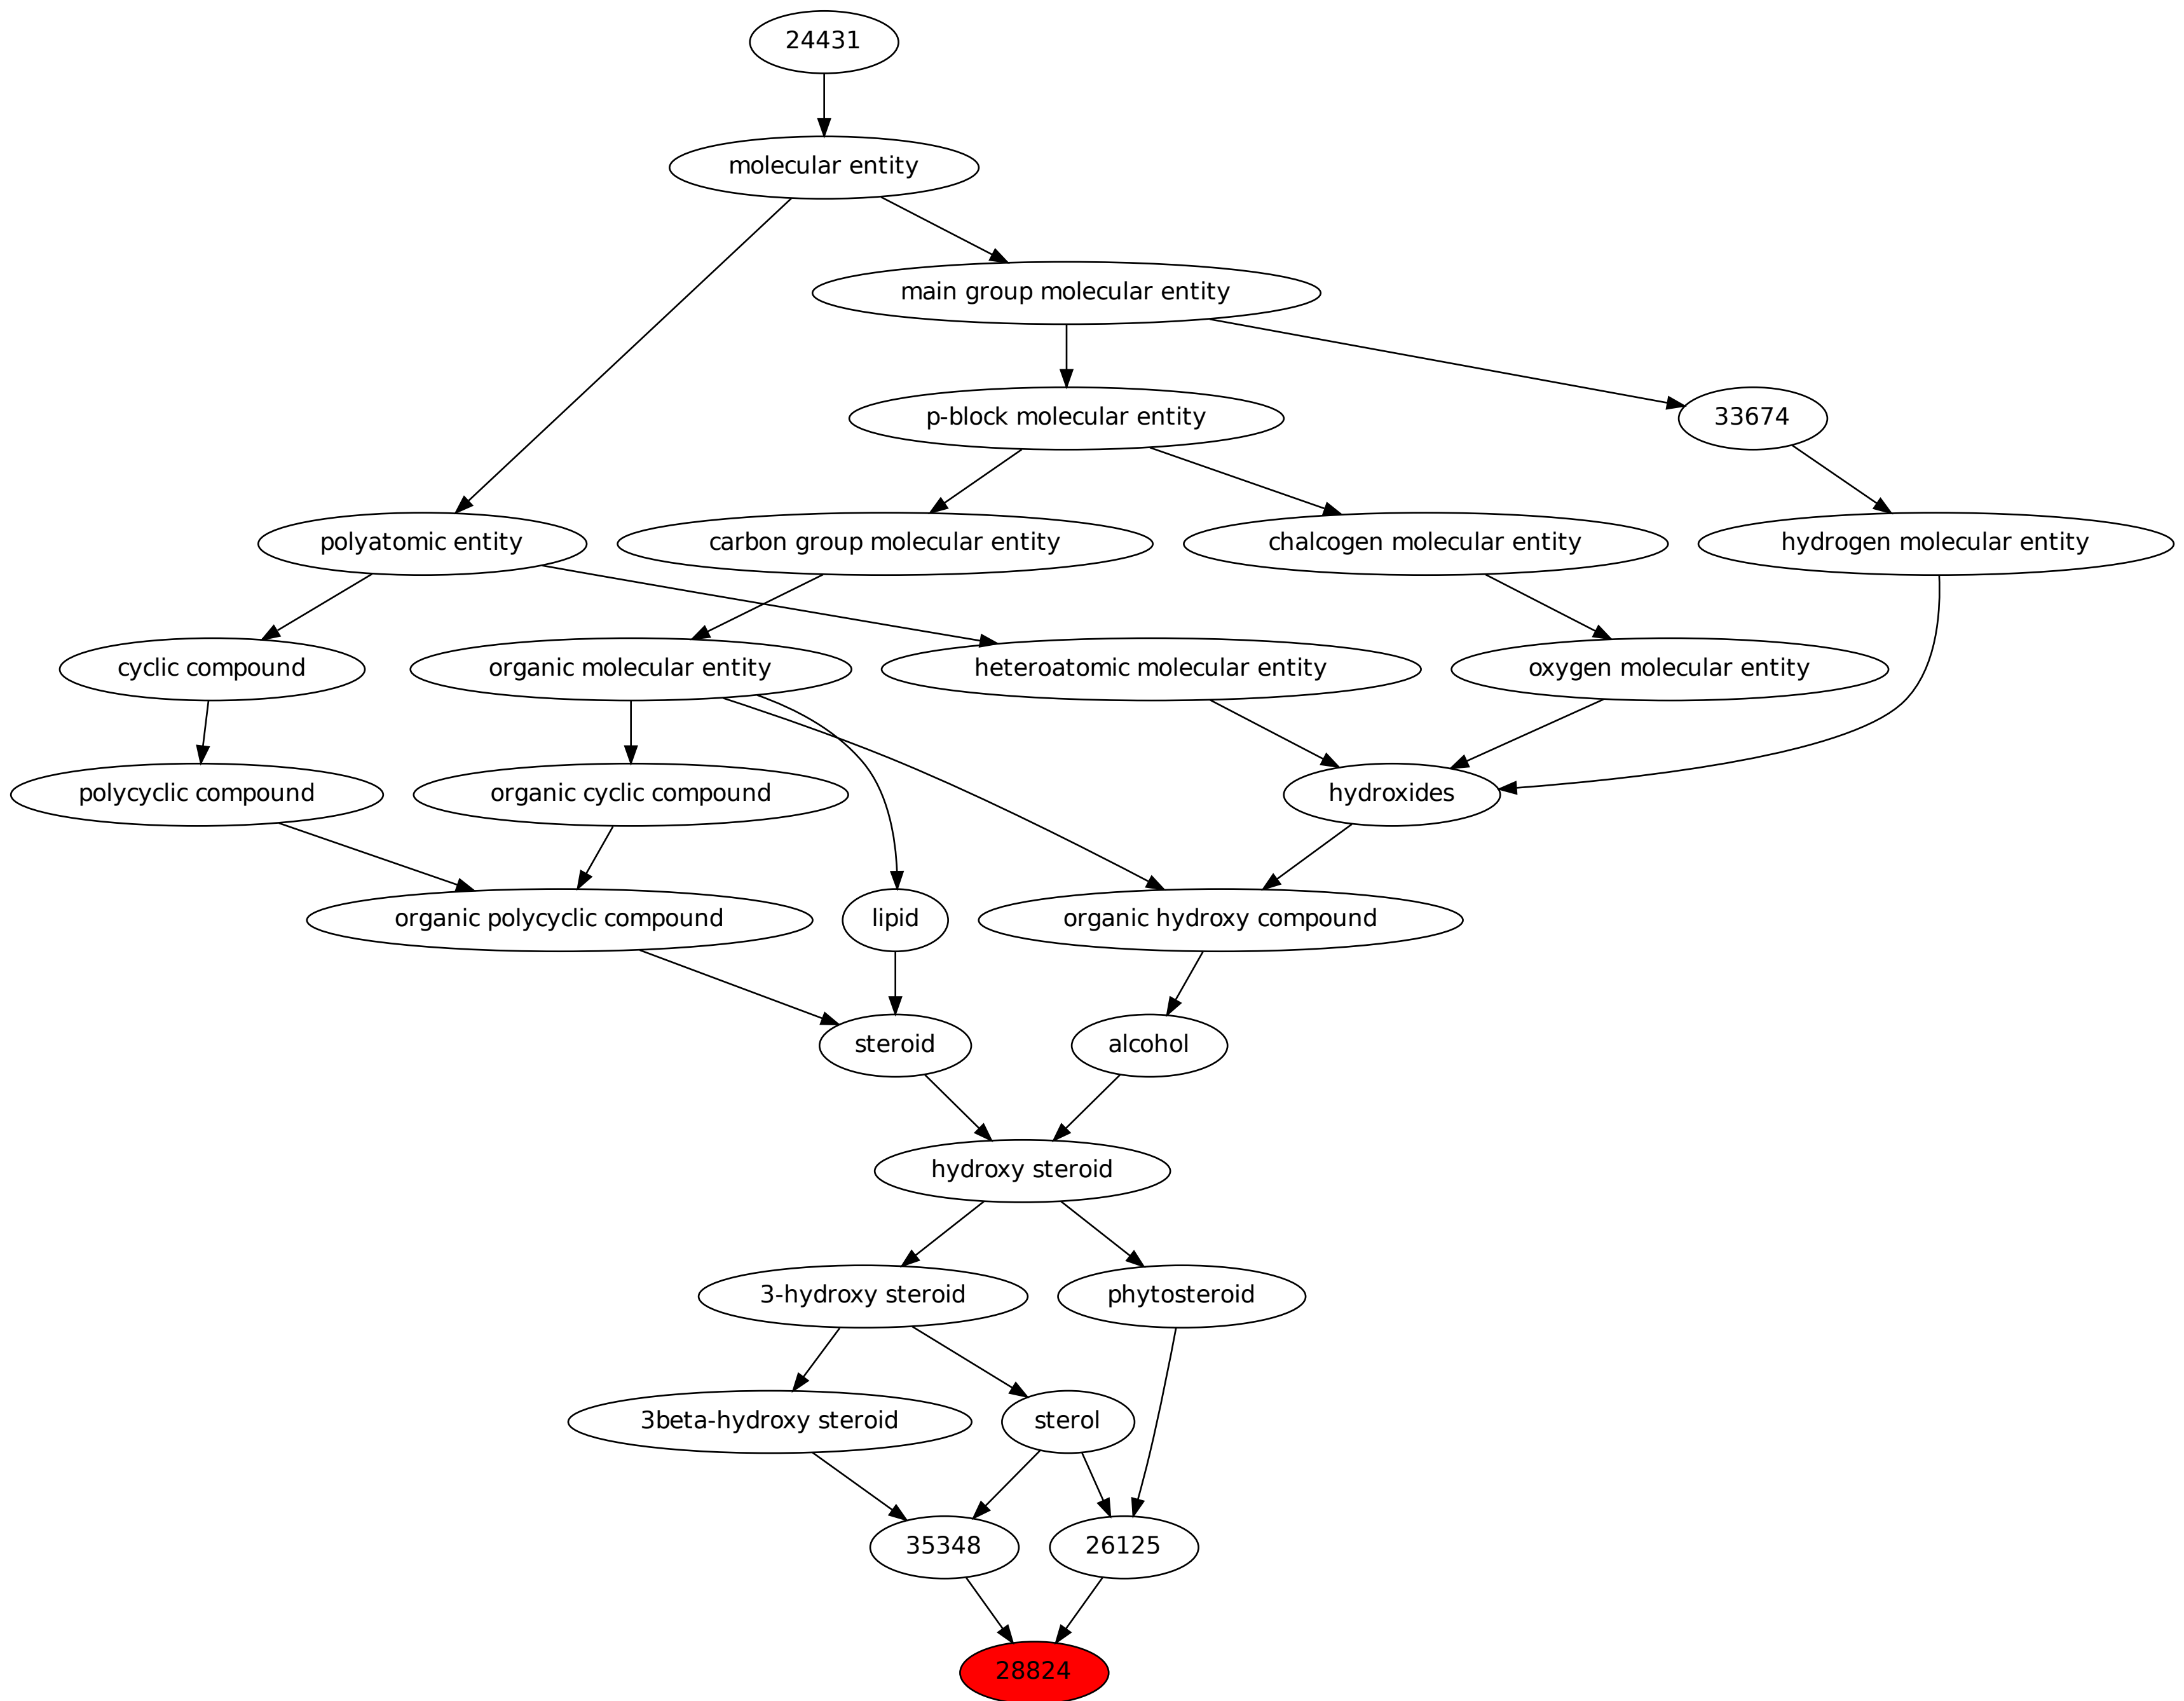 24431
molecular entity
main group molecular entity
p-block molecular entity
33674
polyatomic entity
carbon group molecular entity
chalcogen molecular entity
hydrogen molecular entity
cyclic compound
organic molecular entity
heteroatomic molecular entity
oxygen molecular entity
polycyclic compound
organic cyclic compound
hydroxides
organic polycyclic compound
lipid
organic hydroxy compound
steroid
alcohol
hydroxy steroid
3-hydroxy steroid
phytosteroid
3beta-hydroxy steroid
sterol
35348
26125
28824